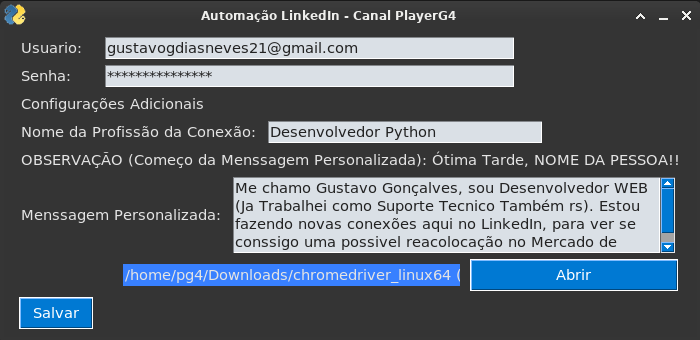 Automação LinkedIn - Canal PlayerG4
Usuario: gustavogdiasneves21@gmail.com
Senha: ***************
Configurações Adicionais
Nome da Profissão da Conexão: Desenvolvedor Python
OBSERVAÇÃO (Começo da Menssagem Personalizada): Ótima Tarde, NOME DA PESSOA!!
Menssagem Personalizada:
Me chamo Gustavo Gonçalves, sou Desenvolvedor WEB
(Ja Trabalhei como Suporte Tecnico Também rs). Estou
fazendo novas conexões aqui no LinkedIn, para ver se
conssigo uma possivel reacolocação no Mercado de
/home/pg4/Downloads/chromedriver_linux64 ( Abrir
Salvar